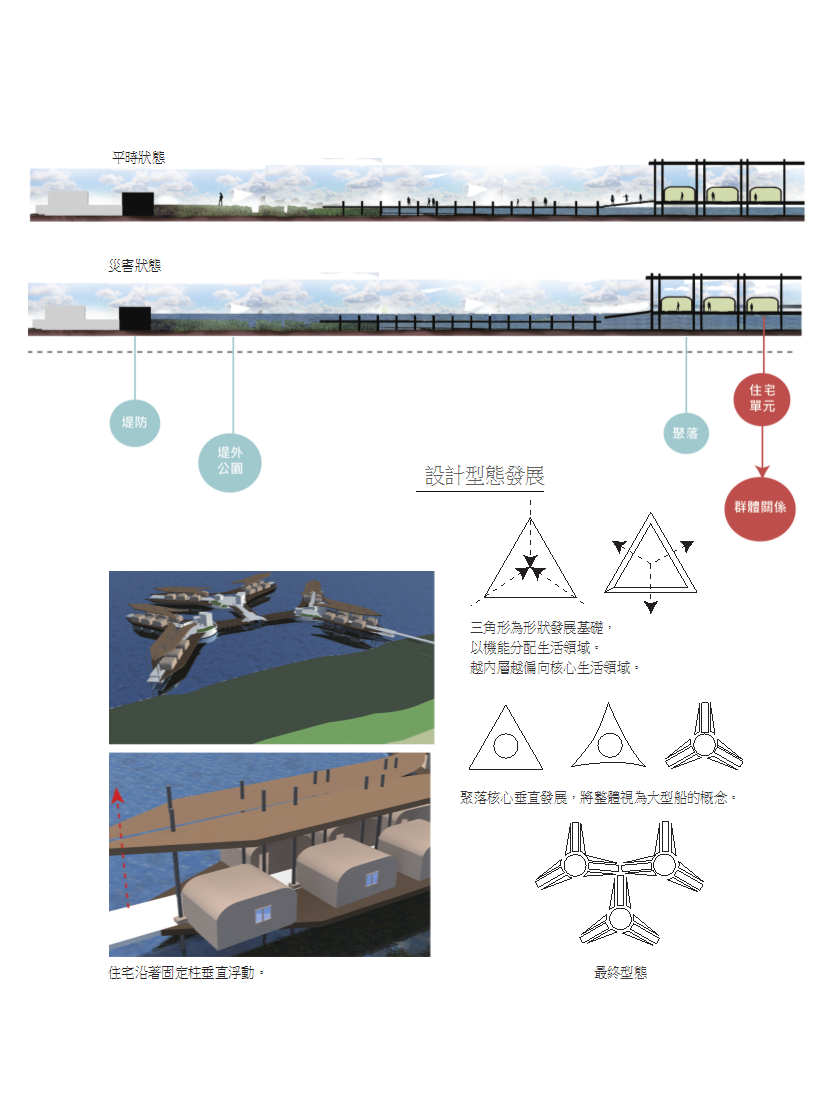 平時狀態
災害狀態
堤防
堤外
公園
聚落
住宅
單元
群體關係
設計型態發展
三角形為形狀發展基礎，
以機能分配生活領域。
越內層越偏向核心生活領域。
聚落核心垂直發展，將整體視為大型船的概念。
住宅沿著固定柱垂直浮動。
最終型態